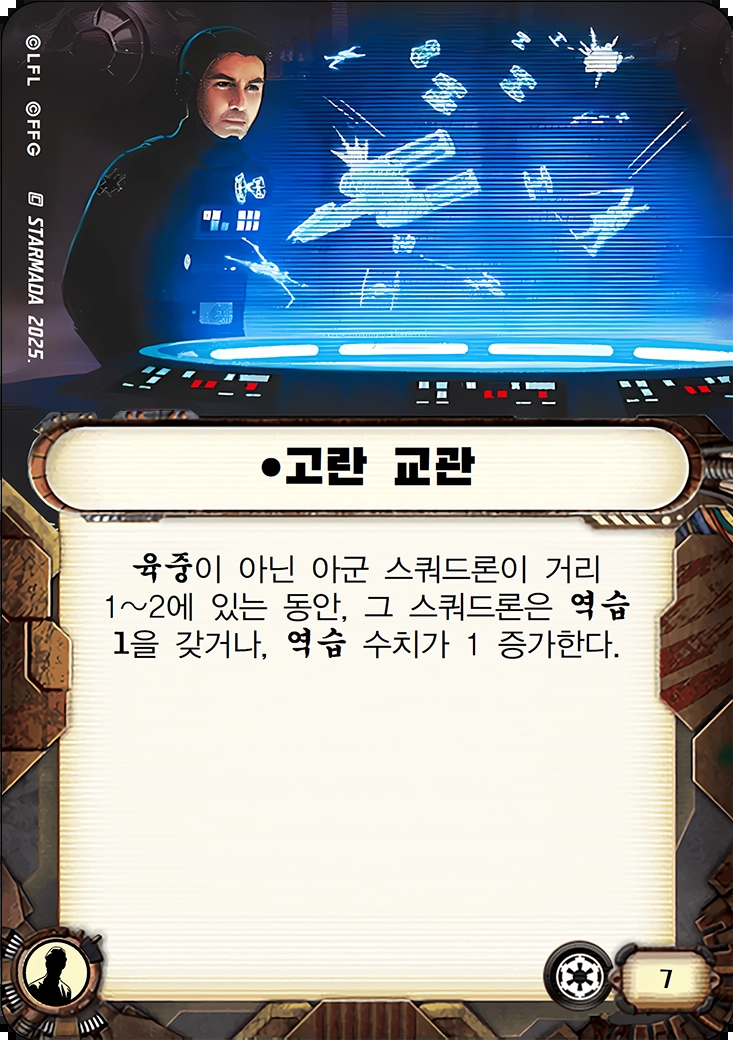 ©LFL ©FFG
STARMADA 2025.
•고란 교관
육중이 아닌 아군 스쿼드론이 거리
1~2에 있는 동안, 그 스쿼드론은 역습
1을 갖거나, 역습 수치가 1 증가한다.
7